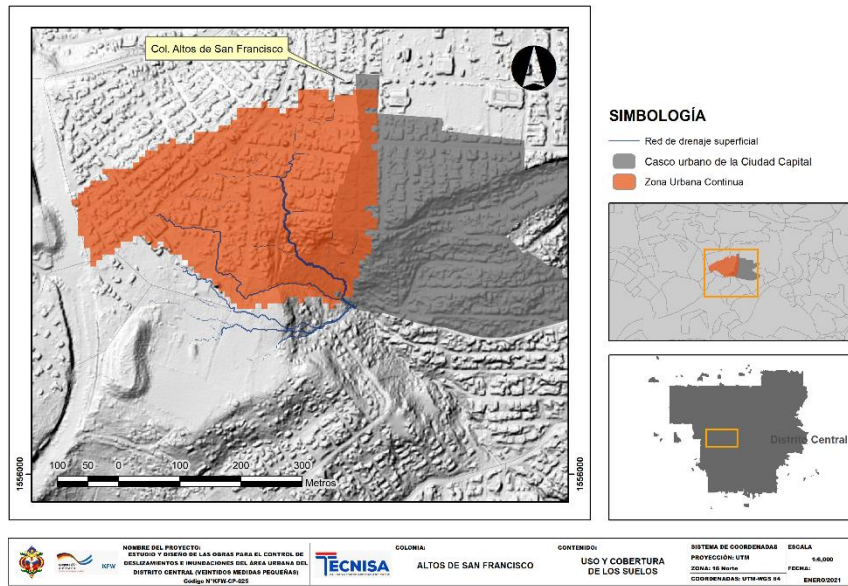 Col. Altos de San Francisco
SIMBOLOGÍA
Red de drenaje superficial
Casco urbano de la Ciudad Capital
Zona Urbana Continua
Distrito Central
1556000
1556000
100 50 0 100 200 300
Metros
NOMBRE DEL PROYECTO:
ESTUDIO Y DISEÑO DE LAS OBRAS PARA EL CONTROL DE
DESLIZAMIENTOS E INUNDACIONES DEL ÁREA URBANA DEL
DISTRITO CENTRAL (VEINTIDOS MEDIDAS PEQUEÑAS)
Código N°KFW-CP-025
KFW
TECNISA
COLONIA:
ALTOS DE SAN FRANCISCO
CONTENIDO:
USO Y COBERTURA
DE LOS SUELOS
SISTEMA DE COORDENADAS
PROYECCIÓN: UTM
ZONA: 16 Norte
COORDENADAS: UTM-WGS 84
ESCALA
1:6,000
FECHA:
ENERO/2021